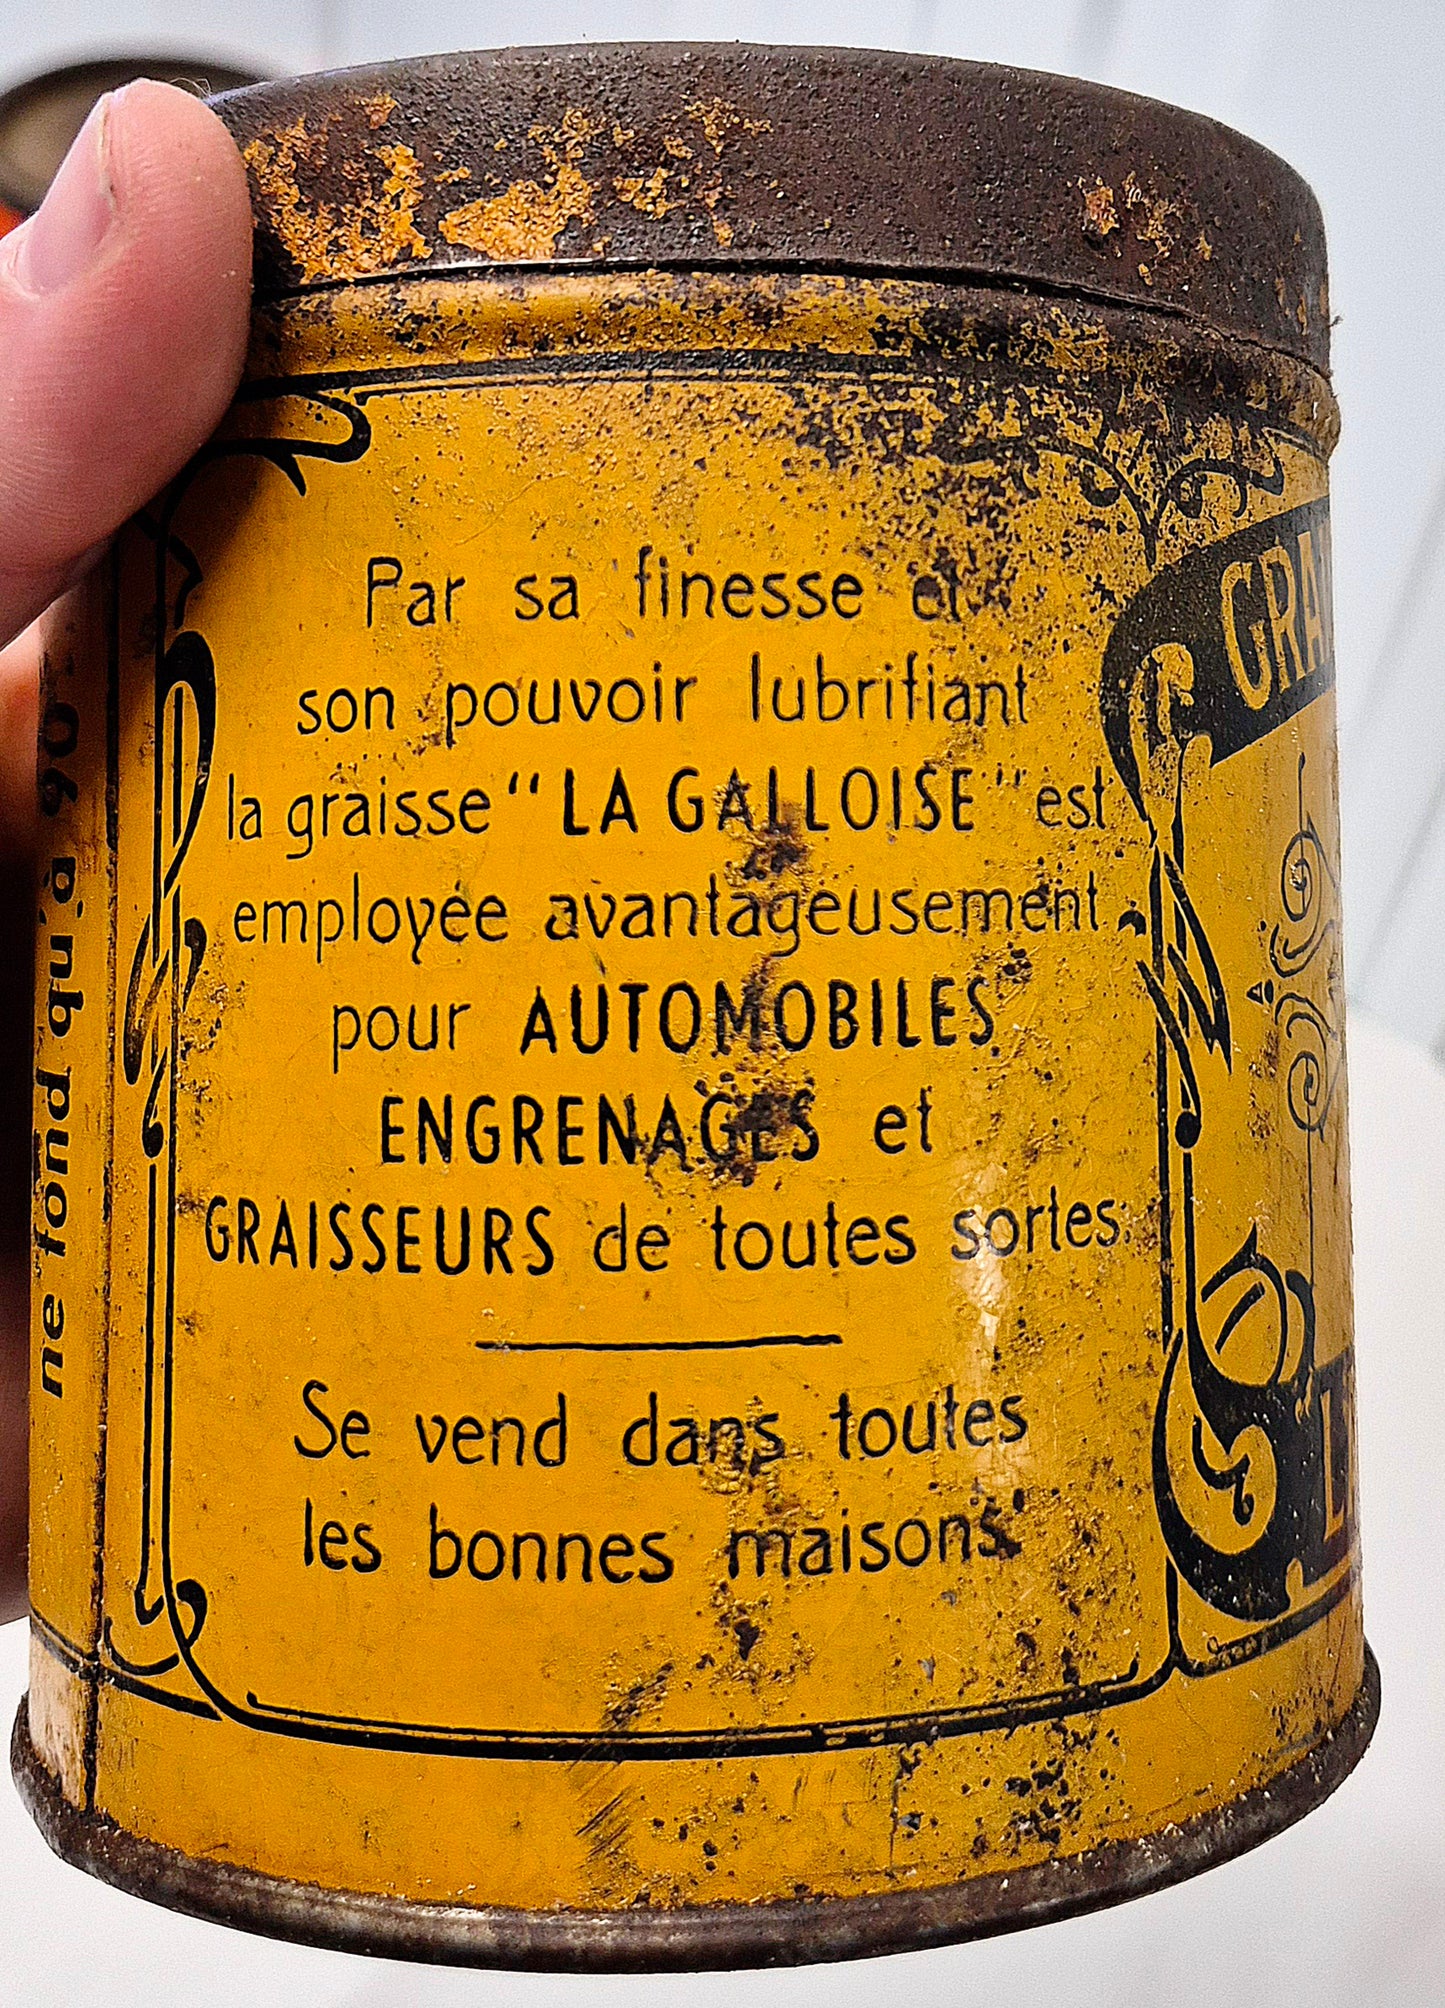 Par sa finesse et
son pouvoir lubrifiant
la graisse "LA GALLOISE" est
employée avantageusement
pour AUTOMOBILES
ENGRENAGES et
GRAISSEURS de toutes sortes.
Se vend dans toutes
les bonnes maisons
ne fond qu'à 90